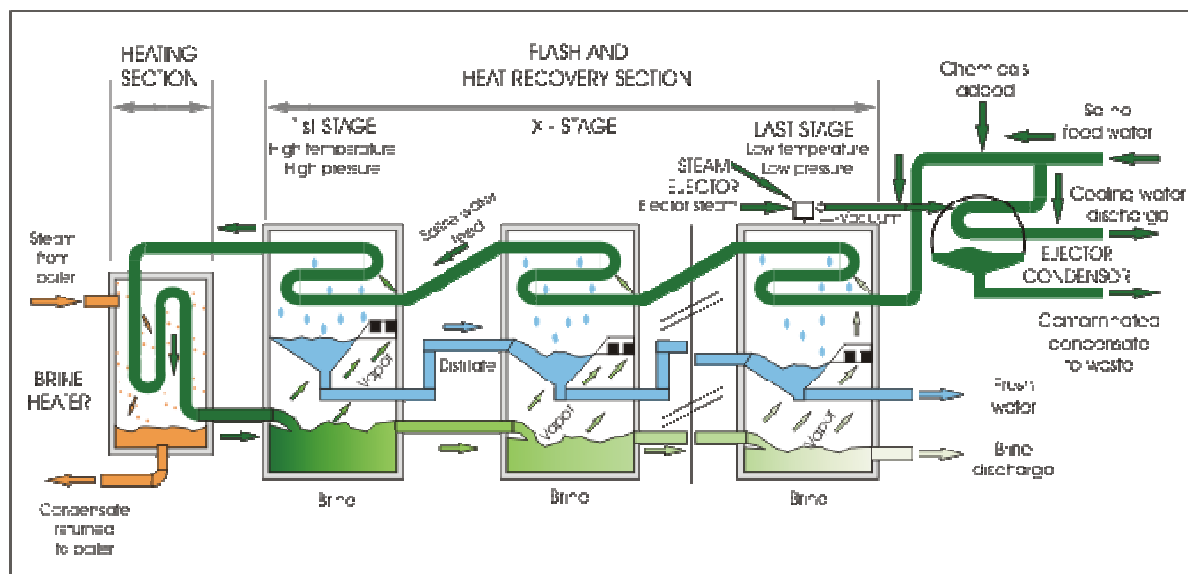 HEATING
SECTION
FLASH AND
HEAT RECOVERY SECTION
Chemicals
added
Saline
feed water
1st STAGE
High temperature
High pressure
X - STAGE
LAST STAGE
Low temperature
Low pressure
STEAM
EJECTOR
Ejector steam
Vacuum
Cooling water
discharge
Steam
from
boiler
Saline water
feed
EJECTOR
CONDENSOR
Contaminated
condensate
to waste
BRINE
HEATER
Vapor
Distillate
Vapor
Vapor
Fresh
water
Brine
discharge
Brine
Brine
Brine
Condensate
returned
to boiler